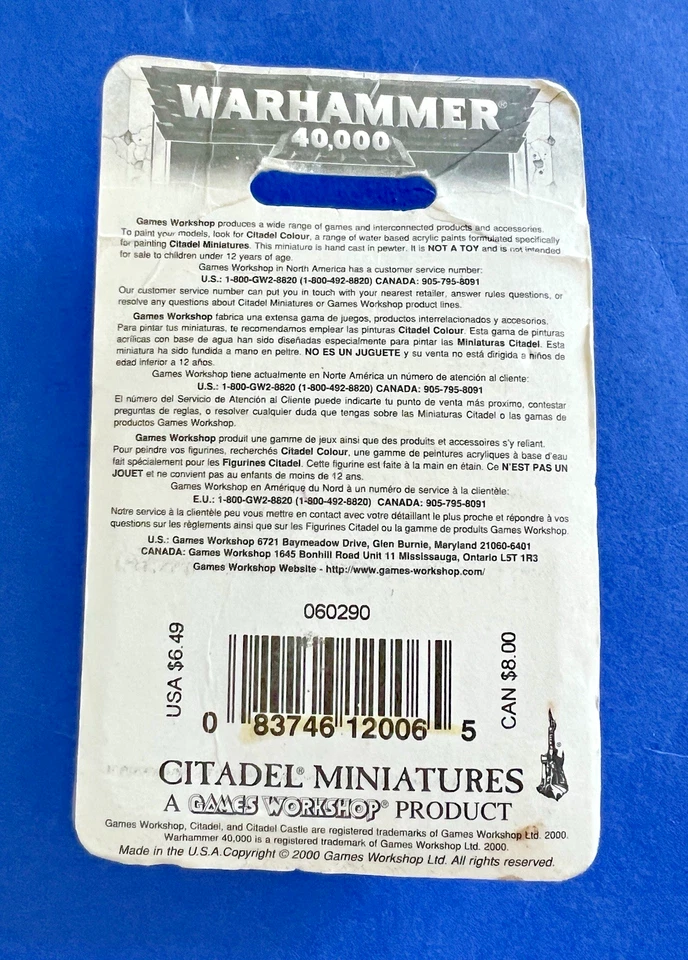 WARHAMMER®
40,000
Games Workshop produces a wide range of games and interconnected products and accessories.
To paint your models, look for Citadel Colour, a range of water based acrylic paints formulated specifically
for painting Citadel Miniatures. This miniature is hand cast in pewter. It is NOT A TOY and is not intended
for sale to children under 12 years of age.
Games Workshop in North America has a customer service number:
U.S.: 1-800-GW2-8820 (1-800-492-8820) CANADA: 905-795-8091
Our customer service number can put you in touch with your nearest retailer, answer rules questions, or
resolve any questions about Citadel Miniatures or Games Workshop product lines.
Games Workshop fabrica una extensa gama de juegos, productos interrelacionados y accesorios.
Para pintar tus miniaturas, te recomendamos emplear las pinturas Citadel Colour. Esta gama de pinturas
acrílicas con base de agua han sido diseñadas especialmente para pintar las Miniaturas Citadel. Esta
miniatura ha sido fundida a mano en peltre. NO ES UN JUGUETE y su venta no está dirigida a niños de
edad inferior a 12 años.
Games Workshop tiene actualmente en Norte América un número de atención al cliente:
U.S.: 1-800-GW2-8820 (1-800-492-8820) CANADA: 905-795-8091
El número del Servicio de Atención al Cliente puede indicarte tu punto de venta más proximo, contestar
preguntas de reglas, o resolver cualquier duda que tengas sobre las Miniaturas Citadel o las gamas de
productos Games Workshop.
Games Workshop produit une gamme de jeux ainsi que des produits et accessoires s'y reliant.
Pour peindre vos figurines, recherchés Citadel Colour, une gamme de peintures acryliques à base d'eau
fait spécialement pour les Figurines Citadel. Cette figurine est faite à la main en étain. Ce N'EST PAS UN
JOUET et ne convient pas au enfants de moins de 12 ans.
Games Workshop en Amérique du Nord à un numéro de service à la clientèle:
E.U.: 1-800-GW2-8820 (1-800-492-8820) CANADA: 905-795-8091
Notre service à la clientèle peu vous mettre en contact avec votre détaillant le plus proche et répondre à vos
questions sur les règlements ainsi que sur les Figurines Citadel ou la gamme de produits Games Workshop.
U.S.: Games Workshop 6721 Baymeadow Drive, Glen Burnie, Maryland 21060-6401
CANADA: Games Workshop 1645 Bonhill Road Unit 11 Mississauga, Ontario L5T 1R3
Games Workshop Website - http://www.games-workshop.com/
060290
USA $6.49
CAN $8.00
0 83746 12006 5
CITADEL® MINIATURES
A GAMES WORKSHOP® PRODUCT
Games Workshop, Citadel, and Citadel Castle are registered trademarks of Games Workshop Ltd. 2000.
Warhammer 40,000 is a registered trademark of Games Workshop Ltd. 2000.
Made in the U.S.A.Copyright © 2000 Games Workshop Ltd. All rights reserved.